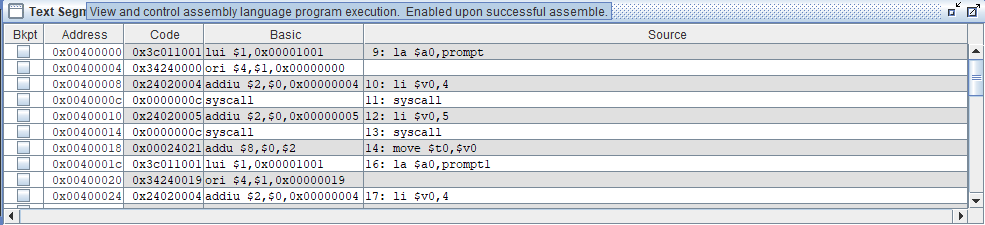 Text Segm View and control assembly language program execution. Enabled upon successful assemble.
Bkpt Address Code Basic Source
0x00400000 0x3c011001 lui $1,0x00001001 9: la $a0,prompt
0x00400004 0x34240000 ori $4,$1,0x00000000
0x00400008 0x24020004 addiu $2,$0,0x00000004 10: li $v0,4
0x0040000c 0x0000000c syscall 11: syscall
0x00400010 0x24020005 addiu $2,$0,0x00000005 12: li $v0,5
0x00400014 0x0000000c syscall 13: syscall
0x00400018 0x00024021 addu $8,$0,$2 14: move $t0,$v0
0x0040001c 0x3c011001 lui $1,0x00001001 16: la $a0,prompt1
0x00400020 0x34240019 ori $4,$1,0x00000019
0x00400024 0x24020004 addiu $2,$0,0x00000004 17: li $v0,4